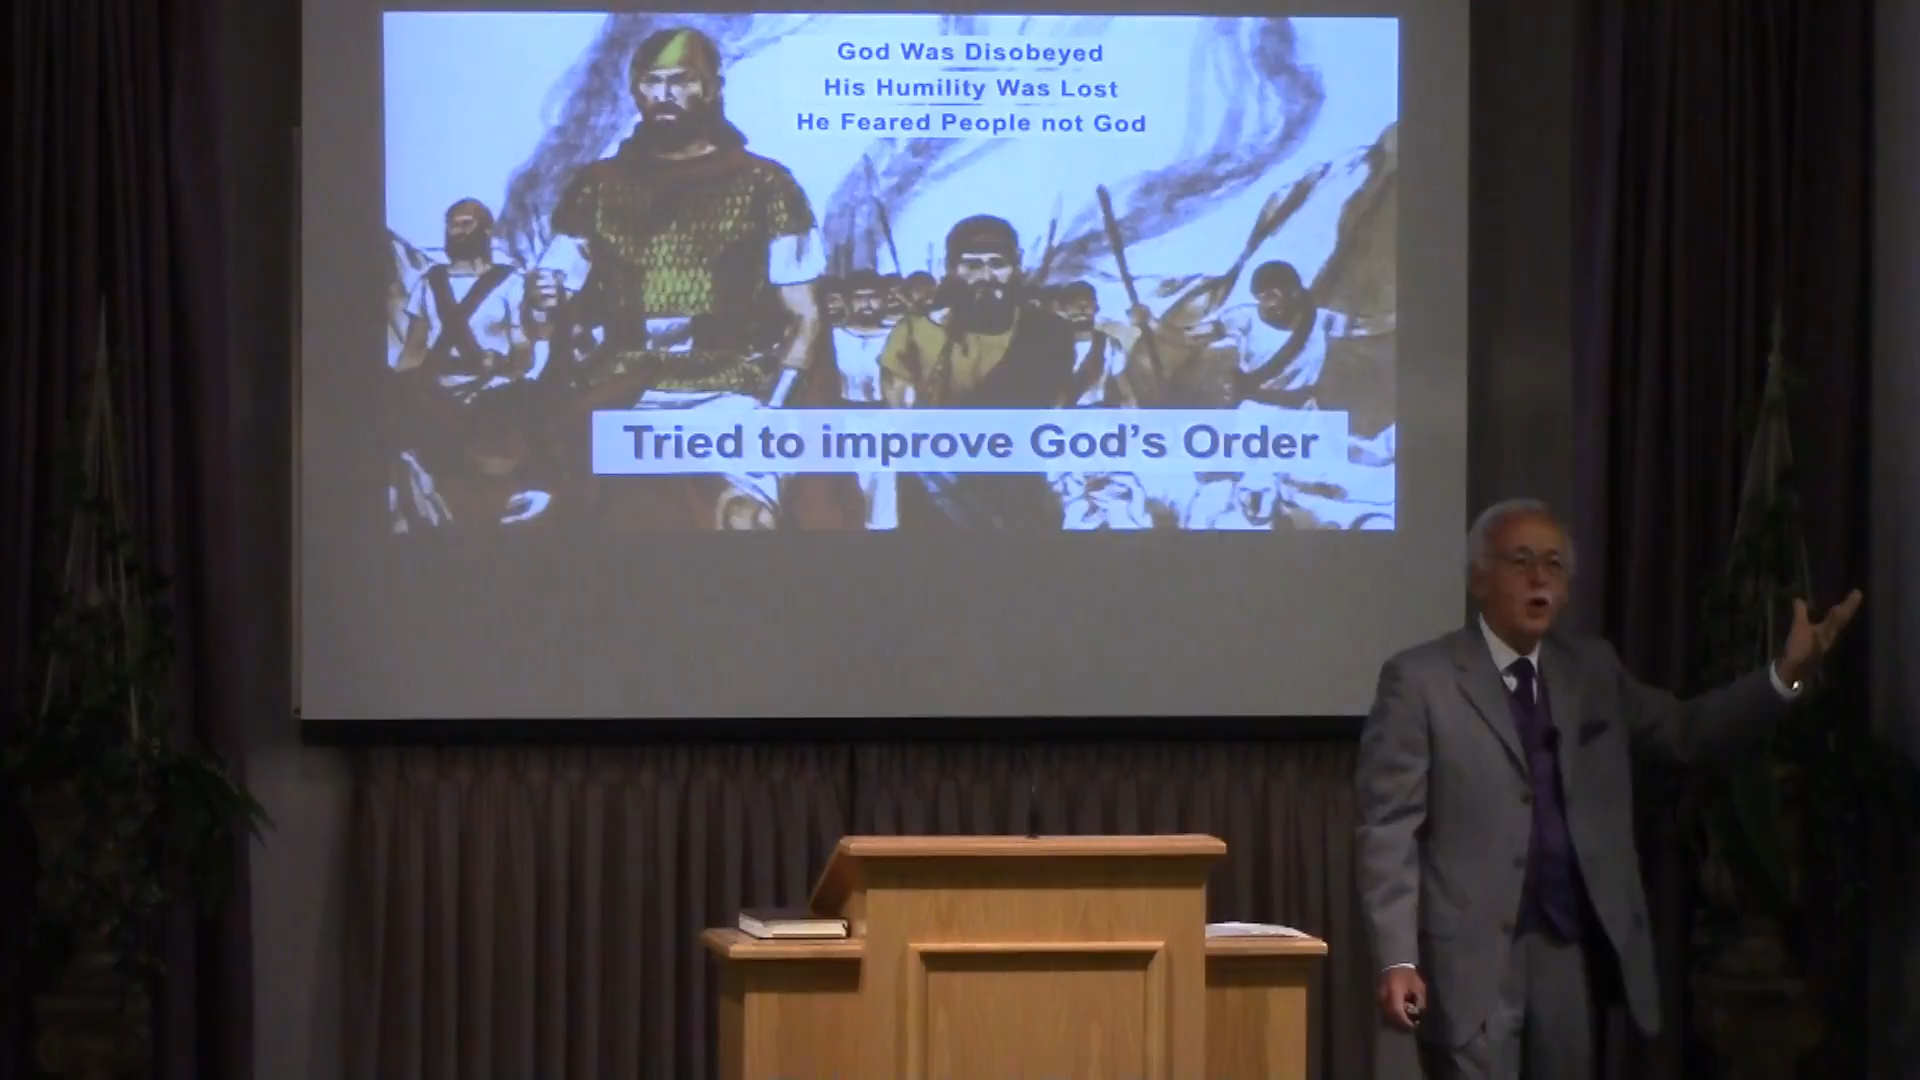 God Was Disobeyed
His Humility Was Lost
He Feared People not God
Tried to improve God’s Order